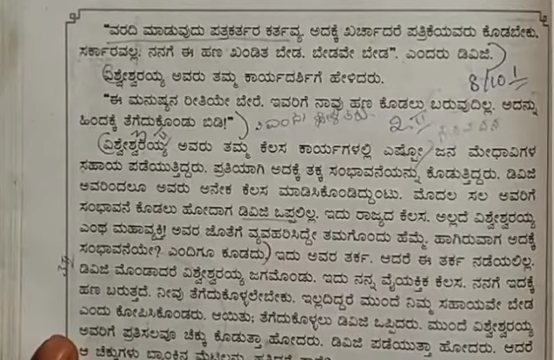 "ವರದಿ ಮಾಡುವುದು ಪತ್ರಕರ್ತರ ಕರ್ತವ್ಯ. ಅದಕ್ಕೆ ಖರ್ಚಾದರೆ ಪತ್ರಿಕೆಯವರು ಕೊಡಬೇಕು.
ಸರ್ಕಾರವಲ್ಲ. ನನಗೆ ಈ ಹಣ ಖಂಡಿತ ಬೇಡ. ಬೇಡವೇ ಬೇಡ". ಎಂದರು ಡಿವಿಜಿ.
ವಿಶ್ವೇಶ್ವರಯ್ಯ ಅವರು ತಮ್ಮ ಕಾರ್ಯದರ್ಶಿಗೆ ಹೇಳಿದರು.
8/10
"ಈ ಮನುಷ್ಯನ ರೀತಿಯೇ ಬೇರೆ. ಇವರಿಗೆ ನಾವು ಹಣ ಕೊಡಲು ಬರುವುದಿಲ್ಲ. ಅದನ್ನು
ಹಿಂದಕ್ಕೆ ತೆಗೆದುಕೊಂಡು ಬಿಡಿ!"
ವಿಶ್ವೇಶ್ವರಯ್ಯ ಅವರು ತಮ್ಮ ಕೆಲಸ ಕಾರ್ಯಗಳಲ್ಲಿ ಎಷ್ಟೋ ಜನ ಮೇಧಾವಿಗಳ
ಸಹಾಯ ಪಡೆಯುತ್ತಿದ್ದರು. ಪ್ರತಿಯಾಗಿ ಅದಕ್ಕೆ ತಕ್ಕ ಸಂಭಾವನೆಯನ್ನು ಕೊಡುತ್ತಿದ್ದರು. ಡಿವಿಜಿ
ಅವರಿಂದಲೂ ಅವರು ಅನೇಕ ಕೆಲಸ ಮಾಡಿಸಿಕೊಂಡಿದ್ದುಂಟು. ಮೊದಲ ಸಲ ಅವರಿಗೆ
ಸಂಭಾವನೆ ಕೊಡಲು ಹೋದಾಗ ಡಿವಿಜಿ ಒಪ್ಪಲಿಲ್ಲ. ಇದು ರಾಜ್ಯದ ಕೆಲಸ. ಅಲ್ಲದೆ ವಿಶ್ವೇಶ್ವರಯ್ಯ
ಎಂಥ ಮಹಾವ್ಯಕ್ತಿ! ಅವರ ಜೊತೆಗೆ ವ್ಯವಹರಿಸಿದ್ದೇ ತಮಗೊಂದು ಹೆಮ್ಮೆ. ಹಾಗಿರುವಾಗ ಅದಕ್ಕೆ
ಸಂಭಾವನೆಯೇ? ಎಂದಿಗೂ ಕೂಡದು, ಇದು ಅವರ ತರ್ಕ. ಆದರೆ ಈ ತರ್ಕ ನಡೆಯಲಿಲ್ಲ.
ಡಿವಿಜಿ ಮೊಂಡಾದರೆ ವಿಶ್ವೇಶ್ವರಯ್ಯ ಜಗಮೊಂಡು. ಇದು ನನ್ನ ವೈಯಕ್ತಿಕ ಕೆಲಸ. ನನಗೆ ಇದಕ್ಕೆ
ಹಣ ಬರುತ್ತದೆ. ನೀವು ತೆಗೆದುಕೊಳ್ಳಲೇಬೇಕು. ಇಲ್ಲದಿದ್ದರೆ ಮುಂದೆ ನಿಮ್ಮ ಸಹಾಯವೇ ಬೇಡ
ಎಂದು ಕೋಪಿಸಿಕೊಂಡರು. ಆಯಿತು; ತೆಗೆದುಕೊಳ್ಳಲು ಡಿವಿಜಿ ಒಪ್ಪಿದರು. ಮುಂದೆ ವಿಶ್ವೇಶ್ವರಯ್ಯ
ಅವರಿಗೆ ಪ್ರತಿಸಲವೂ ಚೆಕ್ಕು ಕೊಡುತ್ತಾ ಹೋದರು. ಡಿವಿಜಿ ಪಡೆಯುತ್ತಾ ಹೋದರು. ಆದರೆ
ಆ ಚೆಕ್ಕುಗಳು ಬ್ಯಾಂಕಿನ